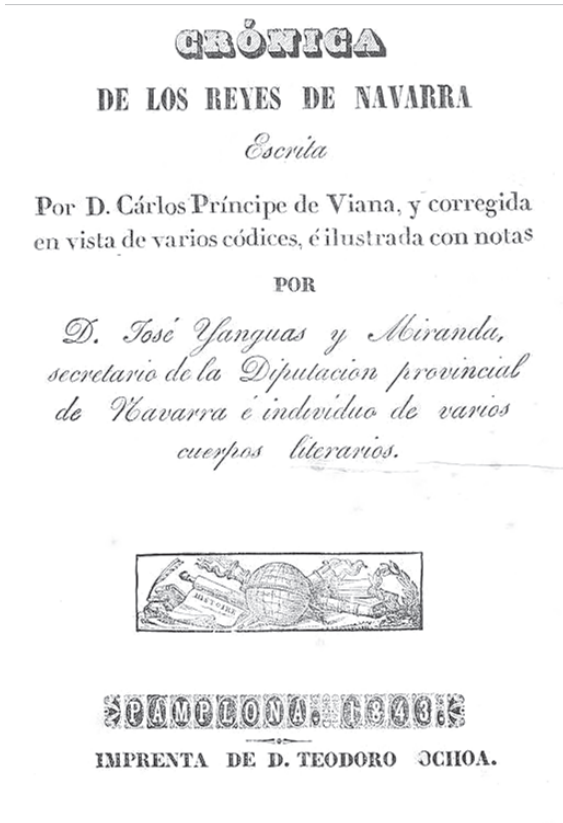 CRÓNICA
DE LOS REYES DE NAVARRA
Escrita
Por D. Cárlos Príncipe de Viana, y corregida
en vista de varios códices, é ilustrada con notas
POR
D. José Yanguas y Miranda,
secretario de la Diputacion provincial
de Navarra é indivíduo de varios
cuerpos literarios.
HISTOIRE
PAMPLONA. 1843.
IMPRENTA DE D. TEODORO OCHOA.